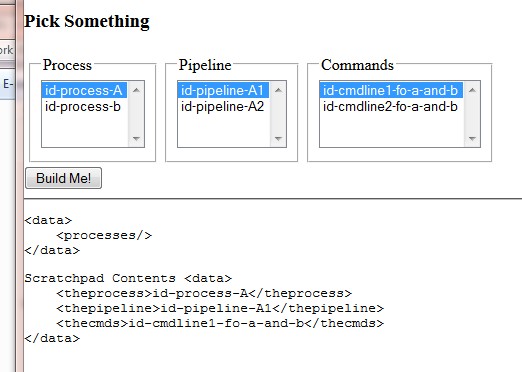 Pick Something
ork
E-
Process
Pipeline
Commands
id-process-A
id-process-b
id-pipeline-A1
id-pipeline-A2
id-cmdline1-fo-a-and-b
id-cmdline2-fo-a-and-b
Build Me!
<data>
    <processes/>
</data>
Scratchpad Contents <data>
    <theprocess>id-process-A</theprocess>
    <thepipeline>id-pipeline-A1</thepipeline>
    <thecmds>id-cmdline1-fo-a-and-b</thecmds>
</data>